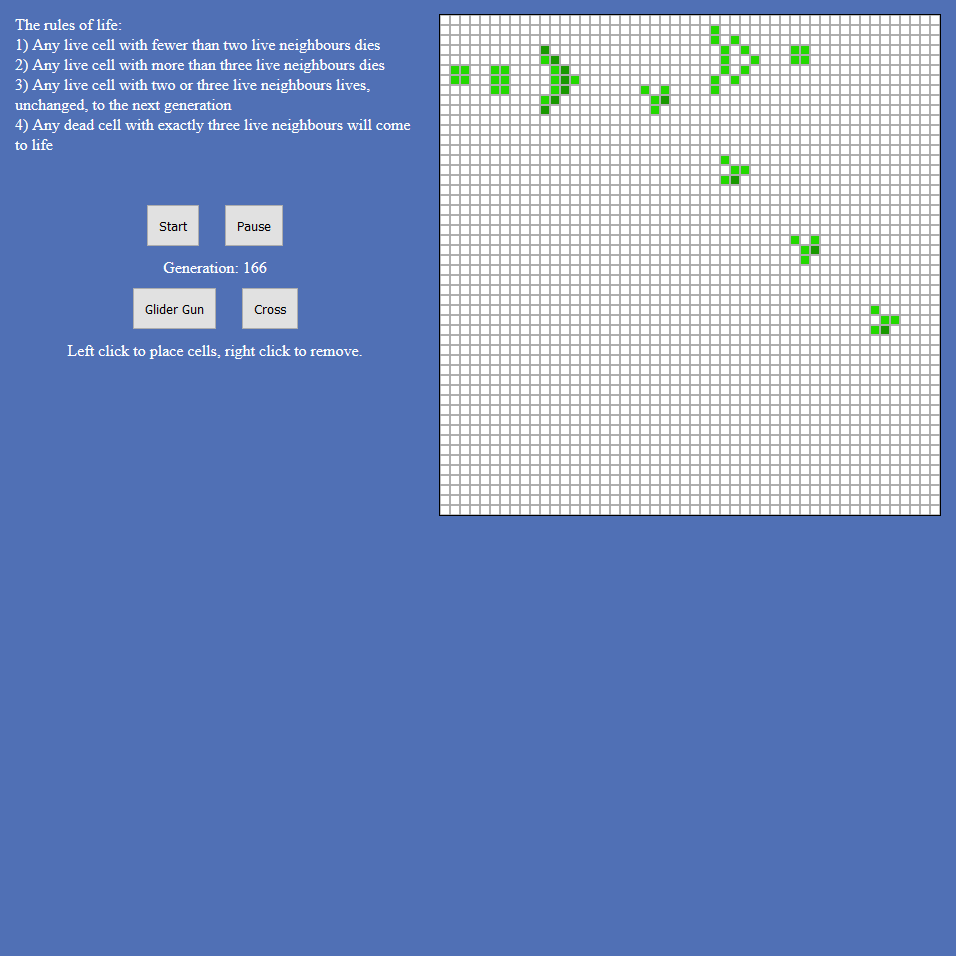 The rules of life:
1) Any live cell with fewer than two live neighbours dies
2) Any live cell with more than three live neighbours dies
3) Any live cell with two or three live neighbours lives,
unchanged, to the next generation
4) Any dead cell with exactly three live neighbours will come
to life
Start Pause
Generation: 166
Glider Gun Cross
Left click to place cells, right click to remove.